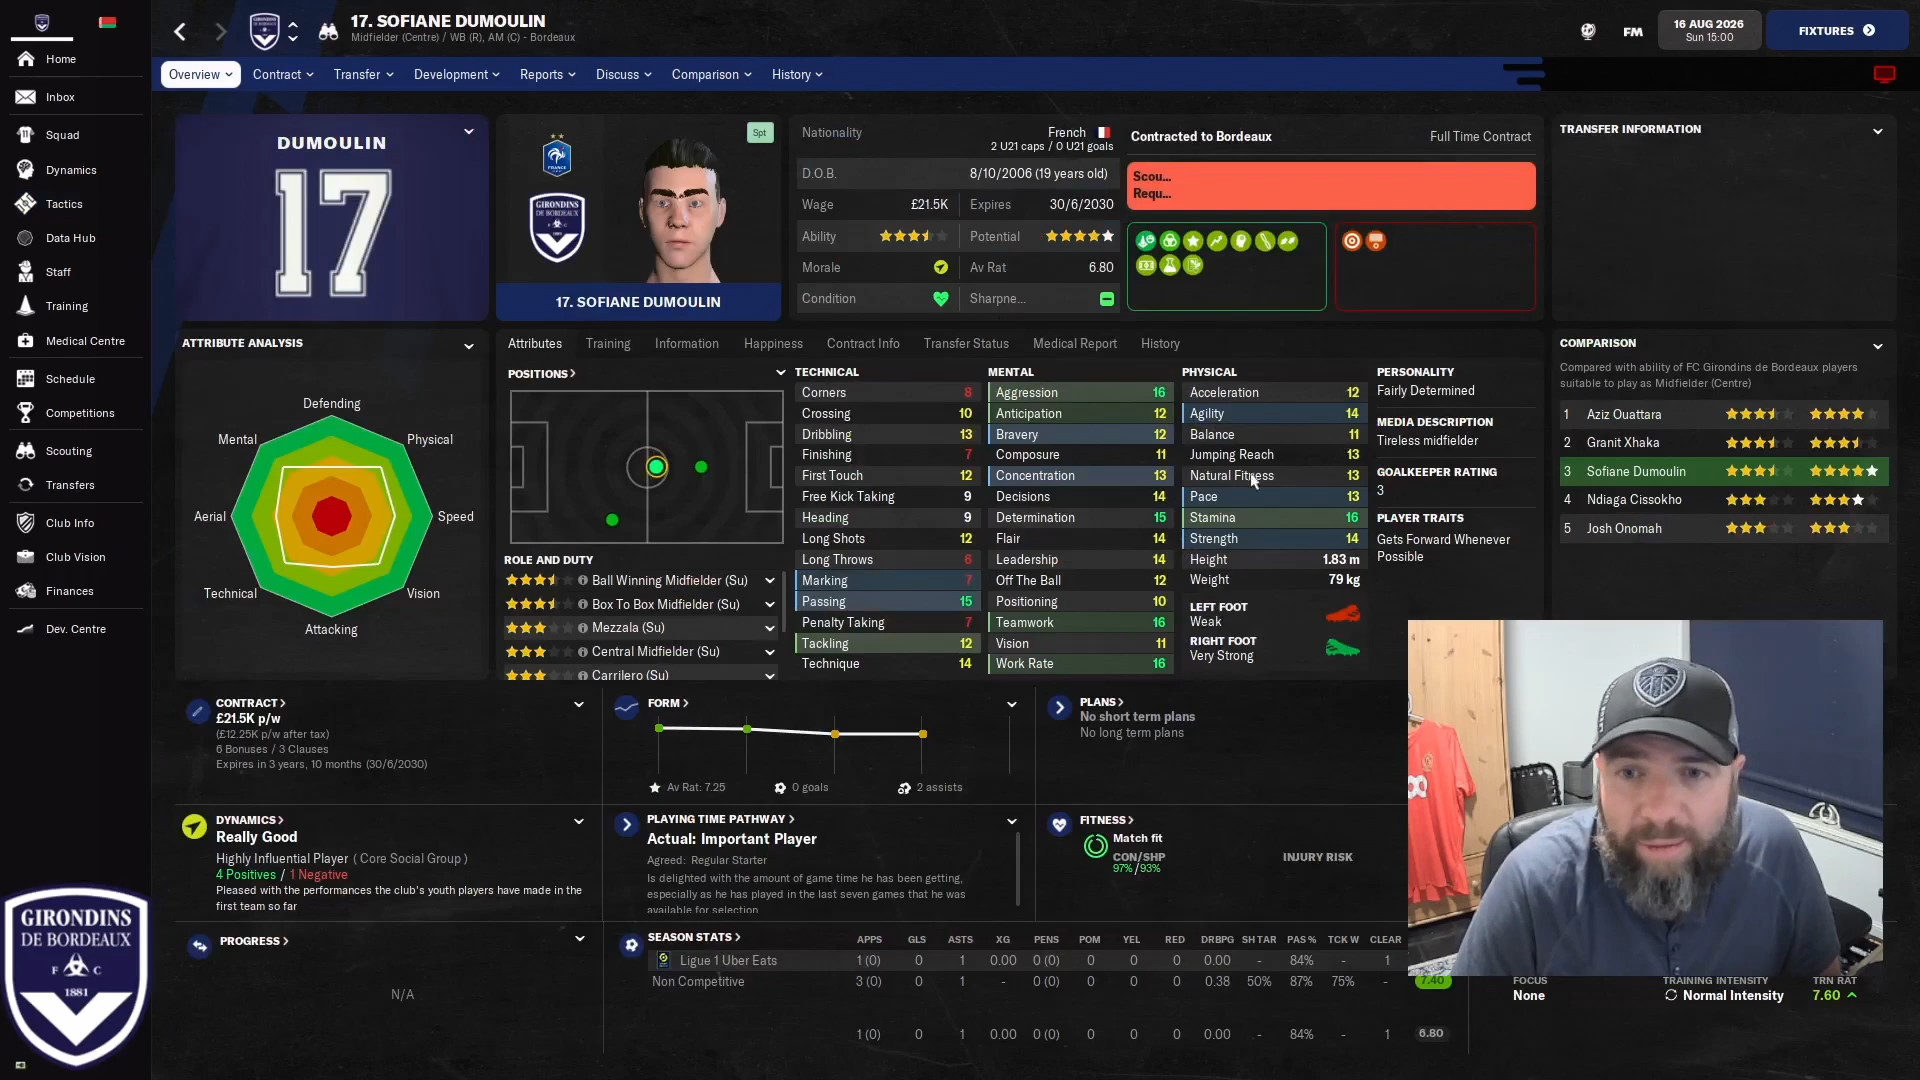 17. SOFIANE DUMOULIN
Midfielder (Centre) / WB (R), AM (C) - Bordeaux
FM
16 AUG 2026
Sun 15:00
FIXTURES
Home
Inbox
Squad
Dynamics
Tactics
Data Hub
Staff
Training
Medical Centre
Schedule
Competitions
Scouting
Transfers
Club Info
Club Vision
Finances
Dev. Centre
Overview
Contract
Transfer
Development
Reports
Discuss
Comparison
History
DUMOULIN
17
Spt
FRANCE
GIRONDINS
DE BORDEAUX
1881
17. SOFIANE DUMOULIN
Nationality French
2 U21 caps / 0 U21 goals
D.O.B. 8/10/2006 (19 years old)
Wage £21.5K Expires 30/6/2030
Ability Potential
Morale Av Rat 6.80
Condition Sharpne...
Contracted to Bordeaux Full Time Contract
Scou...
Requ...
TRANSFER INFORMATION
ATTRIBUTE ANALYSIS
Defending
Mental Physical
Aerial Speed
Technical Vision
Attacking
Attributes Training Information Happiness Contract Info Transfer Status Medical Report History
POSITIONS>
ROLE AND DUTY
Ball Winning Midfielder (Su)
Box To Box Midfielder (Su)
Mezzala (Su)
Central Midfielder (Su)
Carrilero (Su)
TECHNICAL
Corners 8
Crossing 10
Dribbling 13
Finishing 7
First Touch 12
Free Kick Taking 9
Heading 9
Long Shots 12
Long Throws 6
Marking 7
Passing 15
Penalty Taking 7
Tackling 12
Technique 14
MENTAL
Aggression 16
Anticipation 12
Bravery 12
Composure 11
Concentration 13
Decisions 14
Determination 15
Flair 14
Leadership 14
Off The Ball 12
Positioning 10
Teamwork 16
Vision 11
Work Rate 16
PHYSICAL
Acceleration 12
Agility 14
Balance 11
Jumping Reach 13
Natural Fitness 13
Pace 13
Stamina 16
Strength 14
Height 1.83 m
Weight 79 kg
LEFT FOOT
Weak
RIGHT FOOT
Very Strong
PERSONALITY
Fairly Determined
MEDIA DESCRIPTION
Tireless midfielder
GOALKEEPER RATING
3
PLAYER TRAITS
Gets Forward Whenever
Possible
COMPARISON
Compared with ability of FC Girondins de Bordeaux players
suitable to play as Midfielder (Centre)
1 Aziz Ouattara
2 Granit Xhaka
3 Sofiane Dumoulin
4 Ndiaga Cissokho
5 Josh Onomah
CONTRACT>
£21.5K p/w
(£12.25K p/w after tax)
6 Bonuses / 3 Clauses
Expires in 3 years, 10 months (30/6/2030)
FORM>
Av Rat: 7.25 0 goals 2 assists
PLANS>
No short term plans
No long term plans
DYNAMICS>
Really Good
Highly Influential Player ( Core Social Group )
4 Positives / 1 Negative
Pleased with the performances the club's youth players have made in the
first team so far
PLAYING TIME PATHWAY>
Actual: Important Player
Agreed: Regular Starter
Is delighted with the amount of game time he has been getting,
especially as he has played in the last seven games that he was
available for selection
FITNESS>
Match fit
CON/SHP
97%/93%
INJURY RISK
PROGRESS>
N/A
SEASON STATS> APPS GLS ASTS XG PENS POM YEL RED DRBPG SH TAR PAS % TCK W CLEAR
Ligue 1 Uber Eats 1 (0) 0 1 0.00 0 (0) 0 0 0 0.00 - 84% - 1
Non Competitive 3 (0) 0 1 - 0 (0) 0 0 0 0.38 50% 87% 75% - 7.40
1 (0) 0 1 0.00 0 (0) 0 0 0 0.00 - 84% - 1 6.80
FOCUS
None
TRAINING INTENSITY
Normal Intensity
TRN RAT
7.60
GIRONDINS
DE BORDEAUX
F C
1881